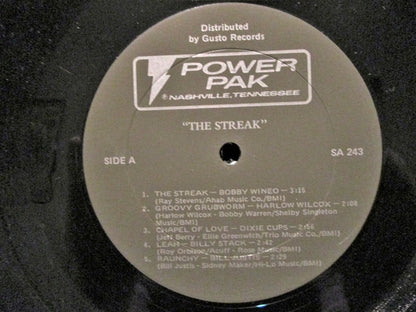 Distributed
by Gusto Records
POWER
PAK
NASHVILLE, TENNESSEE
"THE STREAK"
SIDE A
SA 243
1. THE STREAK — BOBBY WINEO — 3:15
(Ray Stevens/Ahab Music Co./BMI)
2. GROOVY GRUBWORM — HARLOW WILCOX — 2:08
(Harlow Wilcox - Bobby Warren/Shelby Singleton
Music/BMI)
3. CHAPEL OF LOVE — DIXIE CUPS — 2:56
(Jeff Berry - Ellie Greenwich/Trio Music Co./BMI)
4. LEAH — BILLY STACK — 2:42
(Roy Orbison/Acuff - Rose Music/BMI)
5. RAUNCHY — BILL JUSTIS — 2:29
(Bill Justis - Sidney Maker/Hi-Lo Music/BMI)